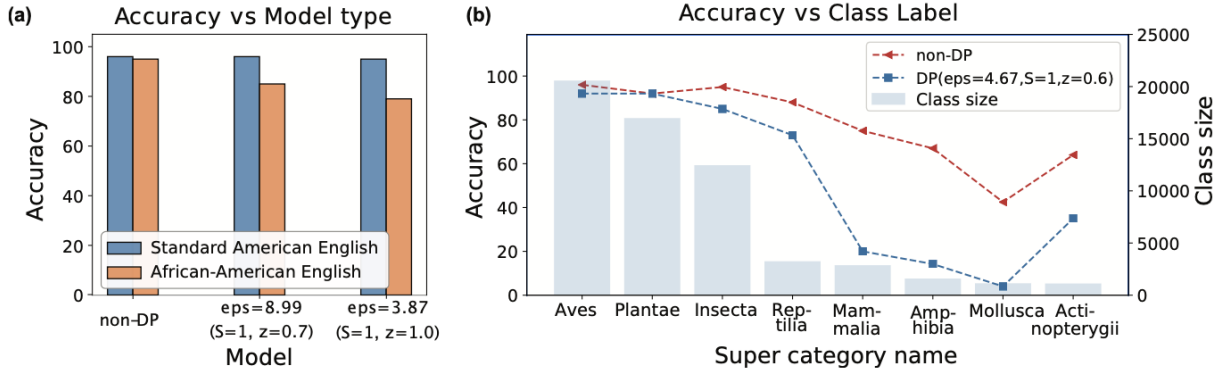 (a)
Accuracy vs Model type
Accuracy
100
80
60
40
20
0
Standard American English
African-American English
non-DP
eps=8.99
(S=1, z=0.7)
eps=3.87
(S=1, z=1.0)
Model
(b)
Accuracy vs Class Label
Accuracy
100
80
60
40
20
0
non-DP
DP(eps=4.67,S=1,z=0.6)
Class size
25000
20000
15000
10000
5000
0
Class size
Aves
Plantae
Insecta
Rep-
tilia
Mam-
malia
Amp-
hibia
Mollusca
Acti-
nopterygii
Super category name